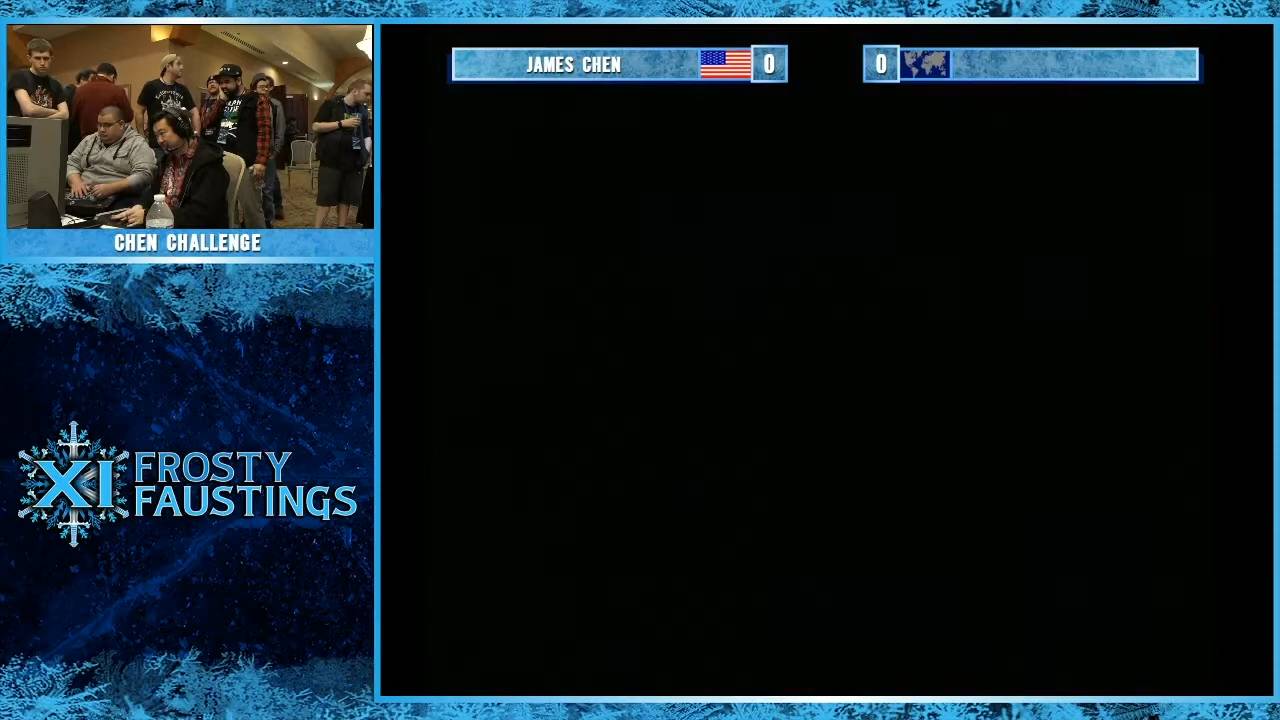 JAMES CHEN
0
0
CHEN CHALLENGE
XI
FROSTY
FAUSTINGS